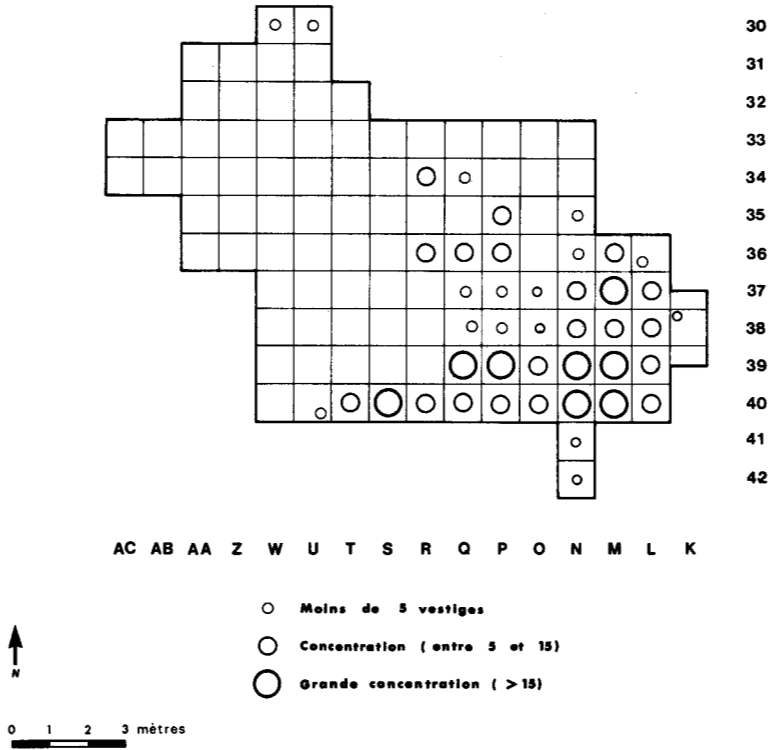 30
31
32
33
34
35
36
37
38
39
40
41
42
AC AB AA Z W U T S R Q P O N M L K
Moins de 5 vestiges
Concentration ( entre 5 et 15)
Grande concentration ( >15)
N
0 1 2 3 mètres